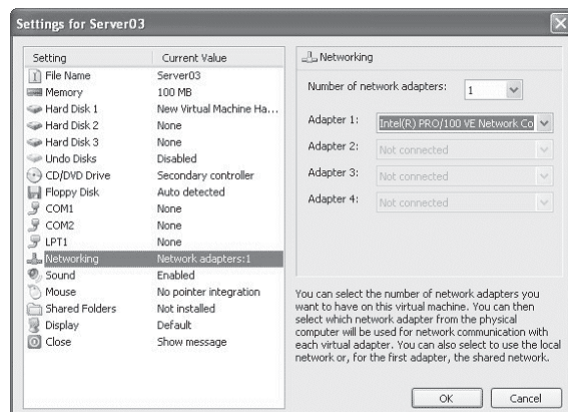 Settings for Server03
Setting Current Value
File Name Server03
Memory 100 MB
Hard Disk 1 New Virtual Machine Ha...
Hard Disk 2 None
Hard Disk 3 None
Undo Disks Disabled
CD/DVD Drive Secondary controller
Floppy Disk Auto detected
COM1 None
COM2 None
LPT1 None
Networking Network adapters:1
Sound Enabled
Mouse No pointer integration
Shared Folders Not installed
Display Default
Close Show message
Networking
Number of network adapters: 1
Adapter 1: Intel(R) PRO/100 VE Network Co
Adapter 2: Not connected
Adapter 3: Not connected
Adapter 4: Not connected
You can select the number of network adapters you
want to have on this virtual machine. You can then
select which network adapter from the physical
computer will be used for network communication with
each virtual adapter. You can also select to use the local
network or, for the first adapter, the shared network.
OK Cancel